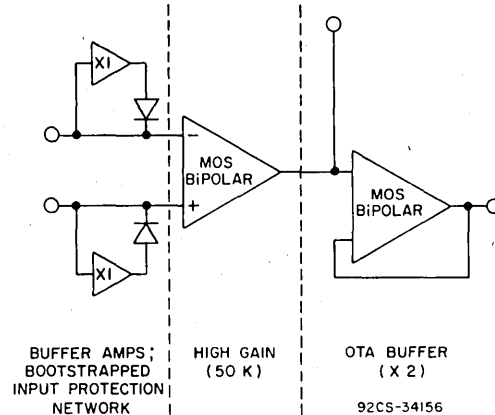 X1
MOS
BiPOLAR
X1
MOS
BiPOLAR
BUFFER AMPS;
BOOTSTRAPPED
INPUT PROTECTION
NETWORK
HIGH GAIN
(50 K)
OTA BUFFER
(X 2)
92CS-34156